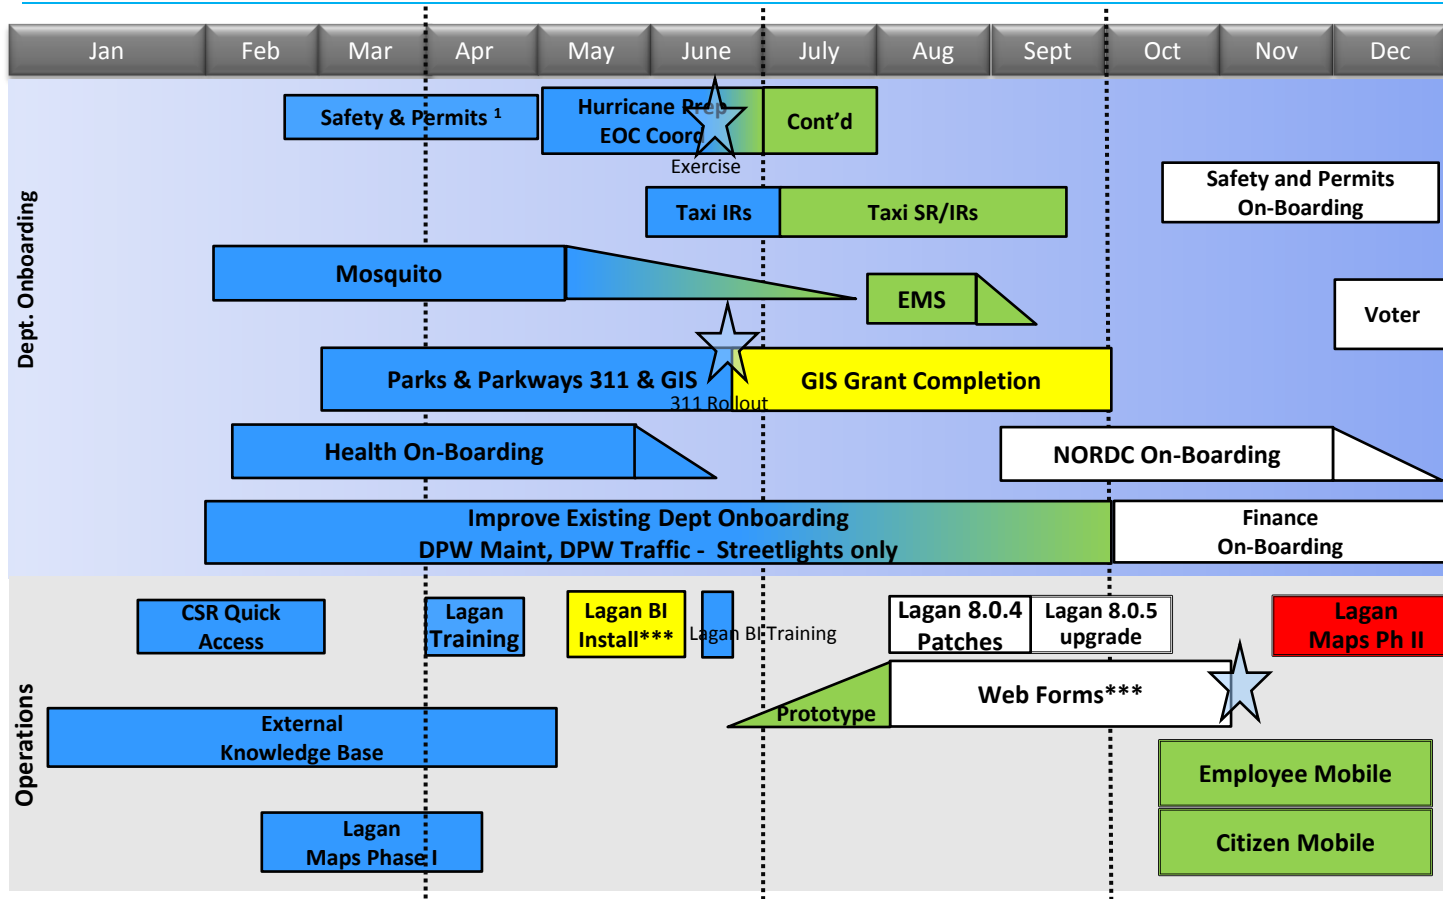 Jan Feb Mar Apr May June July Aug Sept Oct Nov Dec
Dept. Onboarding
Safety & Permits 1
Hurricane Prep
EOC Coord
Cont’d
Exercise
Safety and Permits
On-Boarding
Taxi IRs
Taxi SR/IRs
Mosquito
EMS
Voter
Parks & Parkways 311 & GIS
GIS Grant Completion
311 Rollout
Health On-Boarding
NORDC On-Boarding
Improve Existing Dept Onboarding
DPW Maint, DPW Traffic - Streetlights only
Finance
On-Boarding
Operations
CSR Quick
Access
Lagan
Training
Lagan BI
Install***
Lagan BI Training
Lagan 8.0.4
Patches
Lagan 8.0.5
upgrade
Lagan
Maps Ph II
Prototype
Web Forms***
External
Knowledge Base
Employee Mobile
Lagan
Maps Phase I
Citizen Mobile